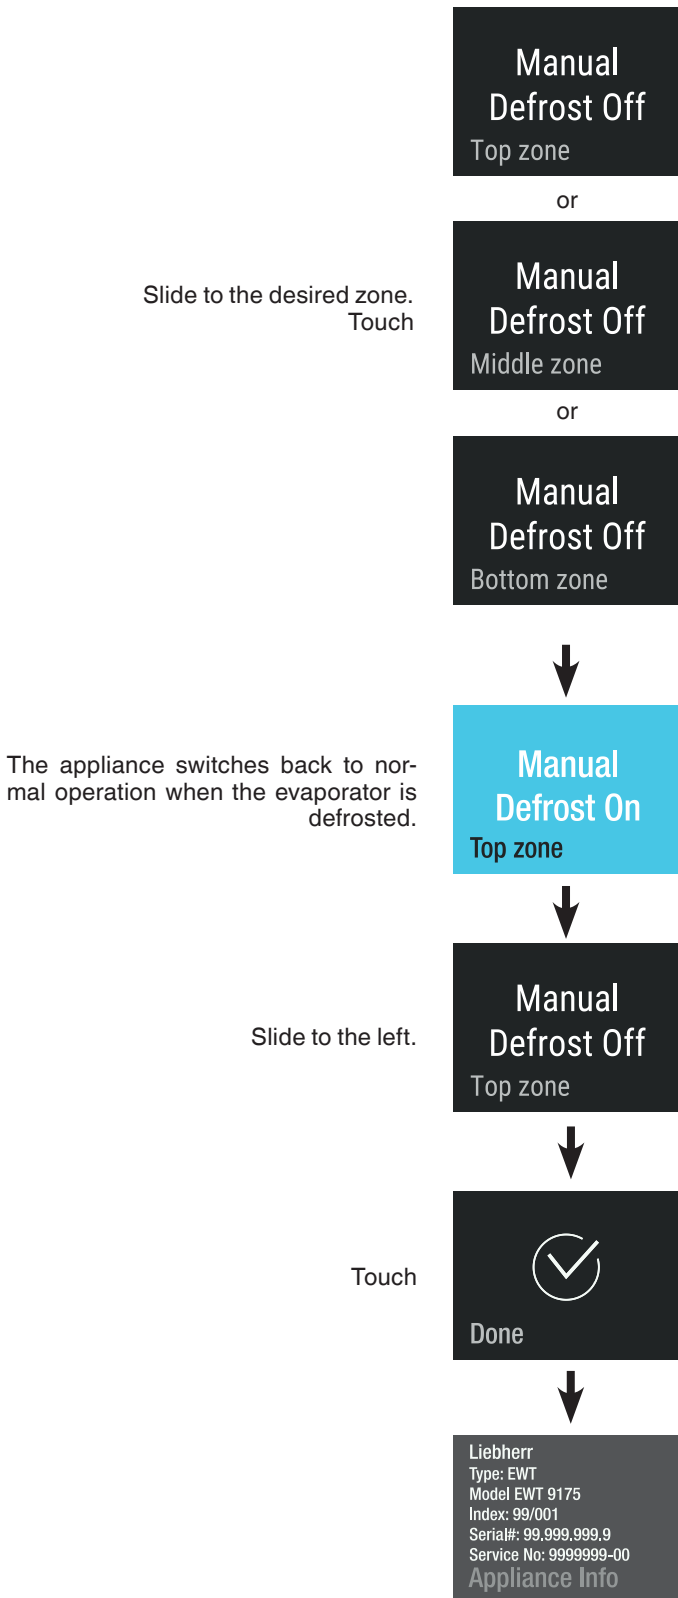 Manual
Defrost Off
Top zone
or
Slide to the desired zone.
Touch
Manual
Defrost Off
Middle zone
or
Manual
Defrost Off
Bottom zone
The appliance switches back to nor-
mal operation when the evaporator is
defrosted.
Manual
Defrost On
Top zone
Slide to the left.
Manual
Defrost Off
Top zone
Touch
Done
Liebherr
Type: EWT
Model EWT 9175
Index: 99/001
Serial#: 99.999.999.9
Service No: 9999999-00
Appliance Info